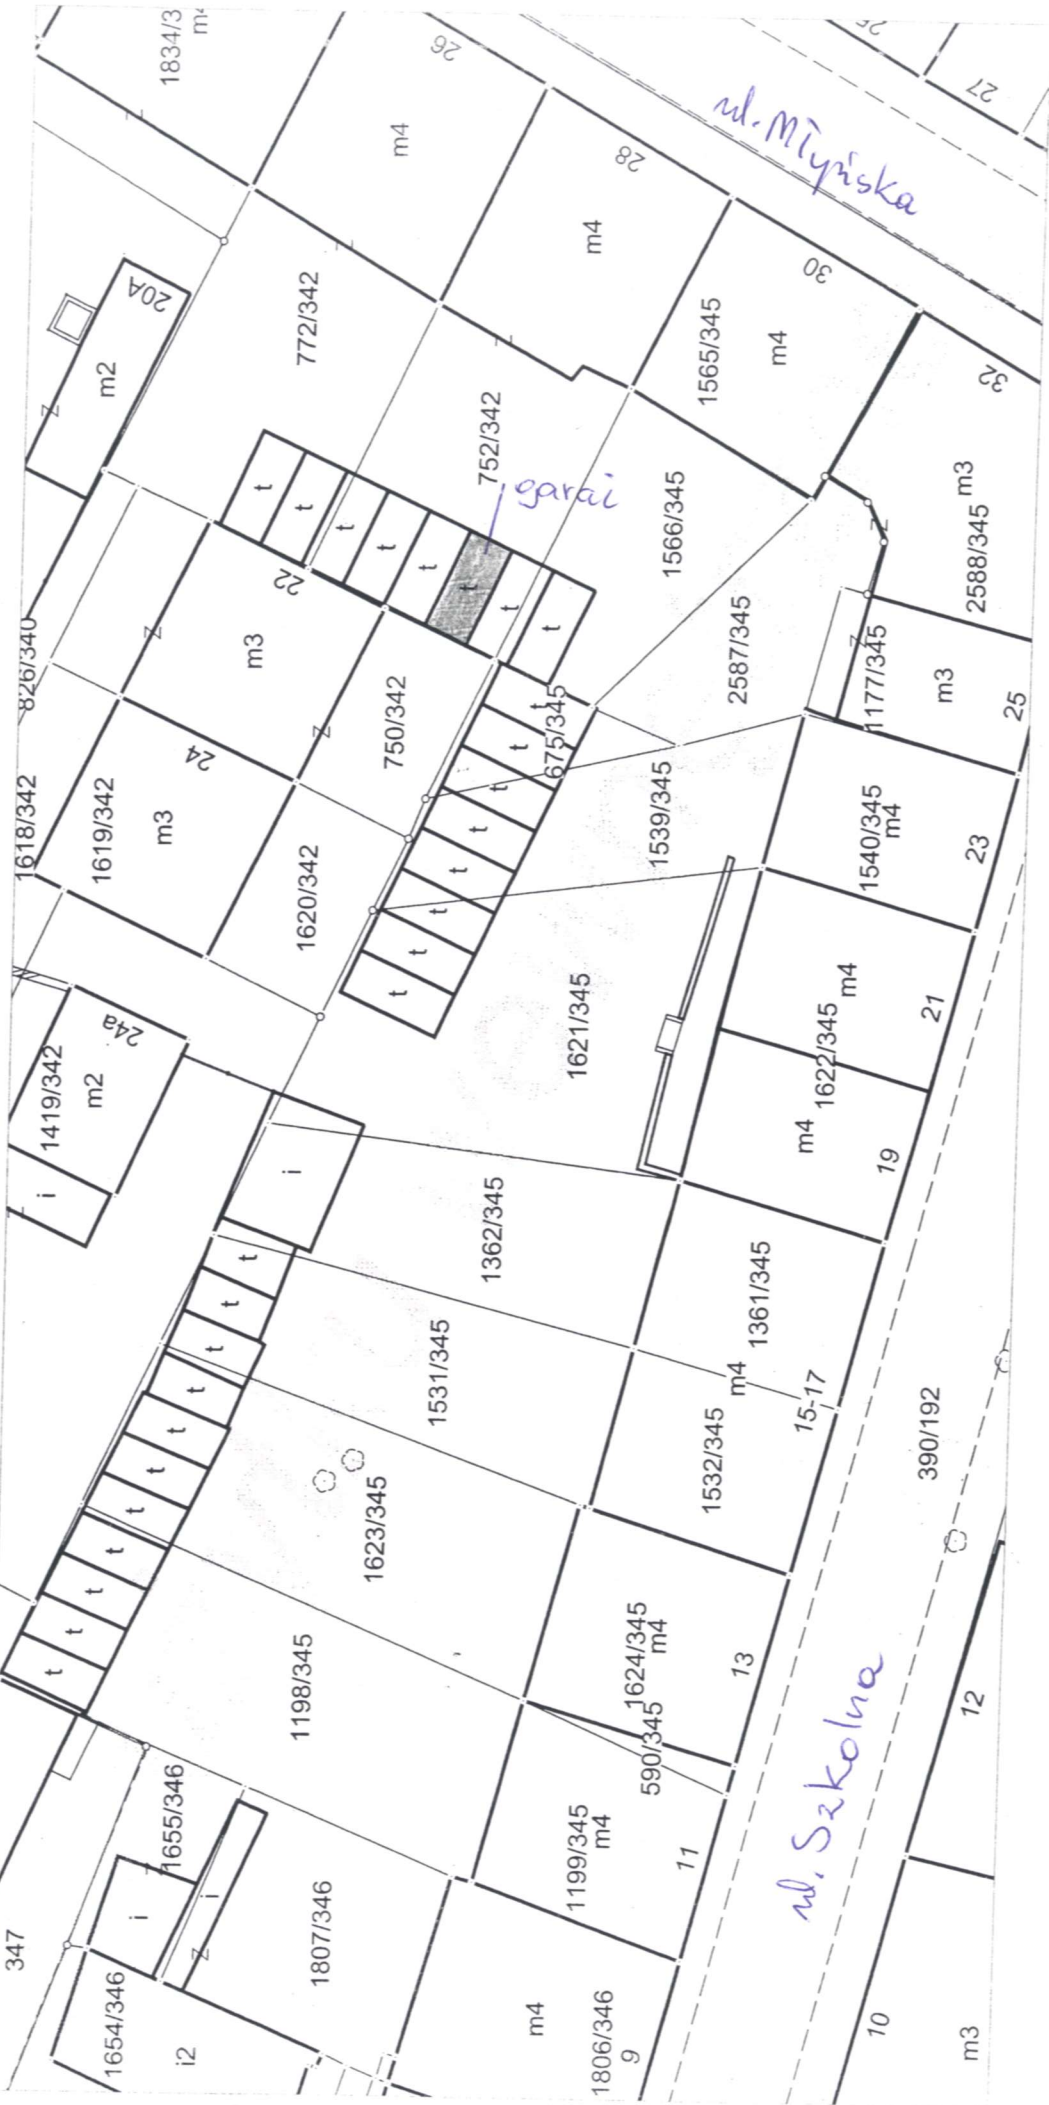 1834/3
m4
26
m4
28
m4
ul. Młyńska
25
27
20A
m2
z
z
z
z
772/342
752/342
garaż
30
1565/345
m4
32
1566/345
2587/345
m3
2588/345
z
z
1177/345
m3
25
t
t
t
t
t
t
t
t
22
m3
z
z
826/340
24
750/342
1618/342
1619/342
m3
1620/342
675/345
t
t
t
t
t
t
t
t
1539/345
1540/345
m4
23
1621/345
m4
1622/345
21
m4
19
24a
1419/342
m2
i
i
1362/345
1361/345
m4
1531/345
1532/345
15-17
390/192
t
t
t
t
t
t
t
t
t
t
t
1623/345
1624/345
m4
13
1198/345
590/345
1199/345
m4
11
12
ul. Szkolna
1655/346
i
i
z
z
347
1807/346
1654/346
i2
m4
1806/346
9
10
m3